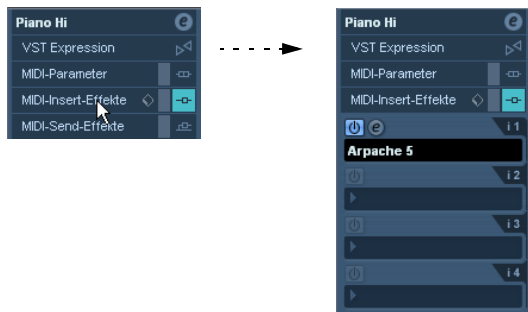 Piano Hi e
VST Expression
MIDI-Parameter
MIDI-Insert-Effekte
MIDI-Send-Effekte
Piano Hi e
VST Expression
MIDI-Parameter
MIDI-Insert-Effekte
e i 1
Arpache 5
i 2
i 3
i 4